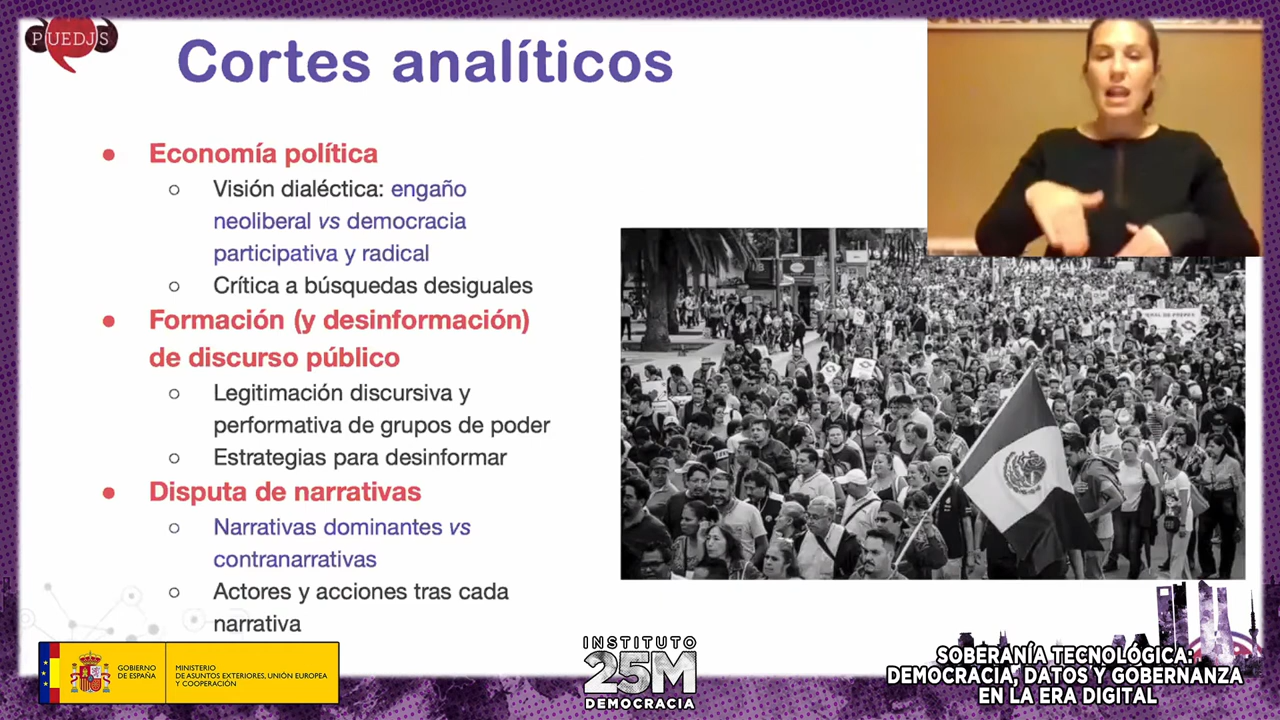 PUEDJS
Cortes analíticos
Economía política
Visión dialéctica: engaño
neoliberal vs democracia
participativa y radical
Crítica a búsquedas desiguales
Formación (y desinformación)
de discurso público
Legitimación discursiva y
performativa de grupos de poder
Estrategias para desinformar
Disputa de narrativas
Narrativas dominantes vs
contranarrativas
Actores y acciones tras cada
narrativa
GOBIERNO
DE ESPAÑA
MINISTERIO
DE ASUNTOS EXTERIORES, UNIÓN EUROPEA
Y COOPERACIÓN
INSTITUTO
25M
DEMOCRACIA
SOBERANÍA TECNOLÓGICA:
DEMOCRACIA, DATOS Y GOBERNANZA
EN LA ERA DIGITAL